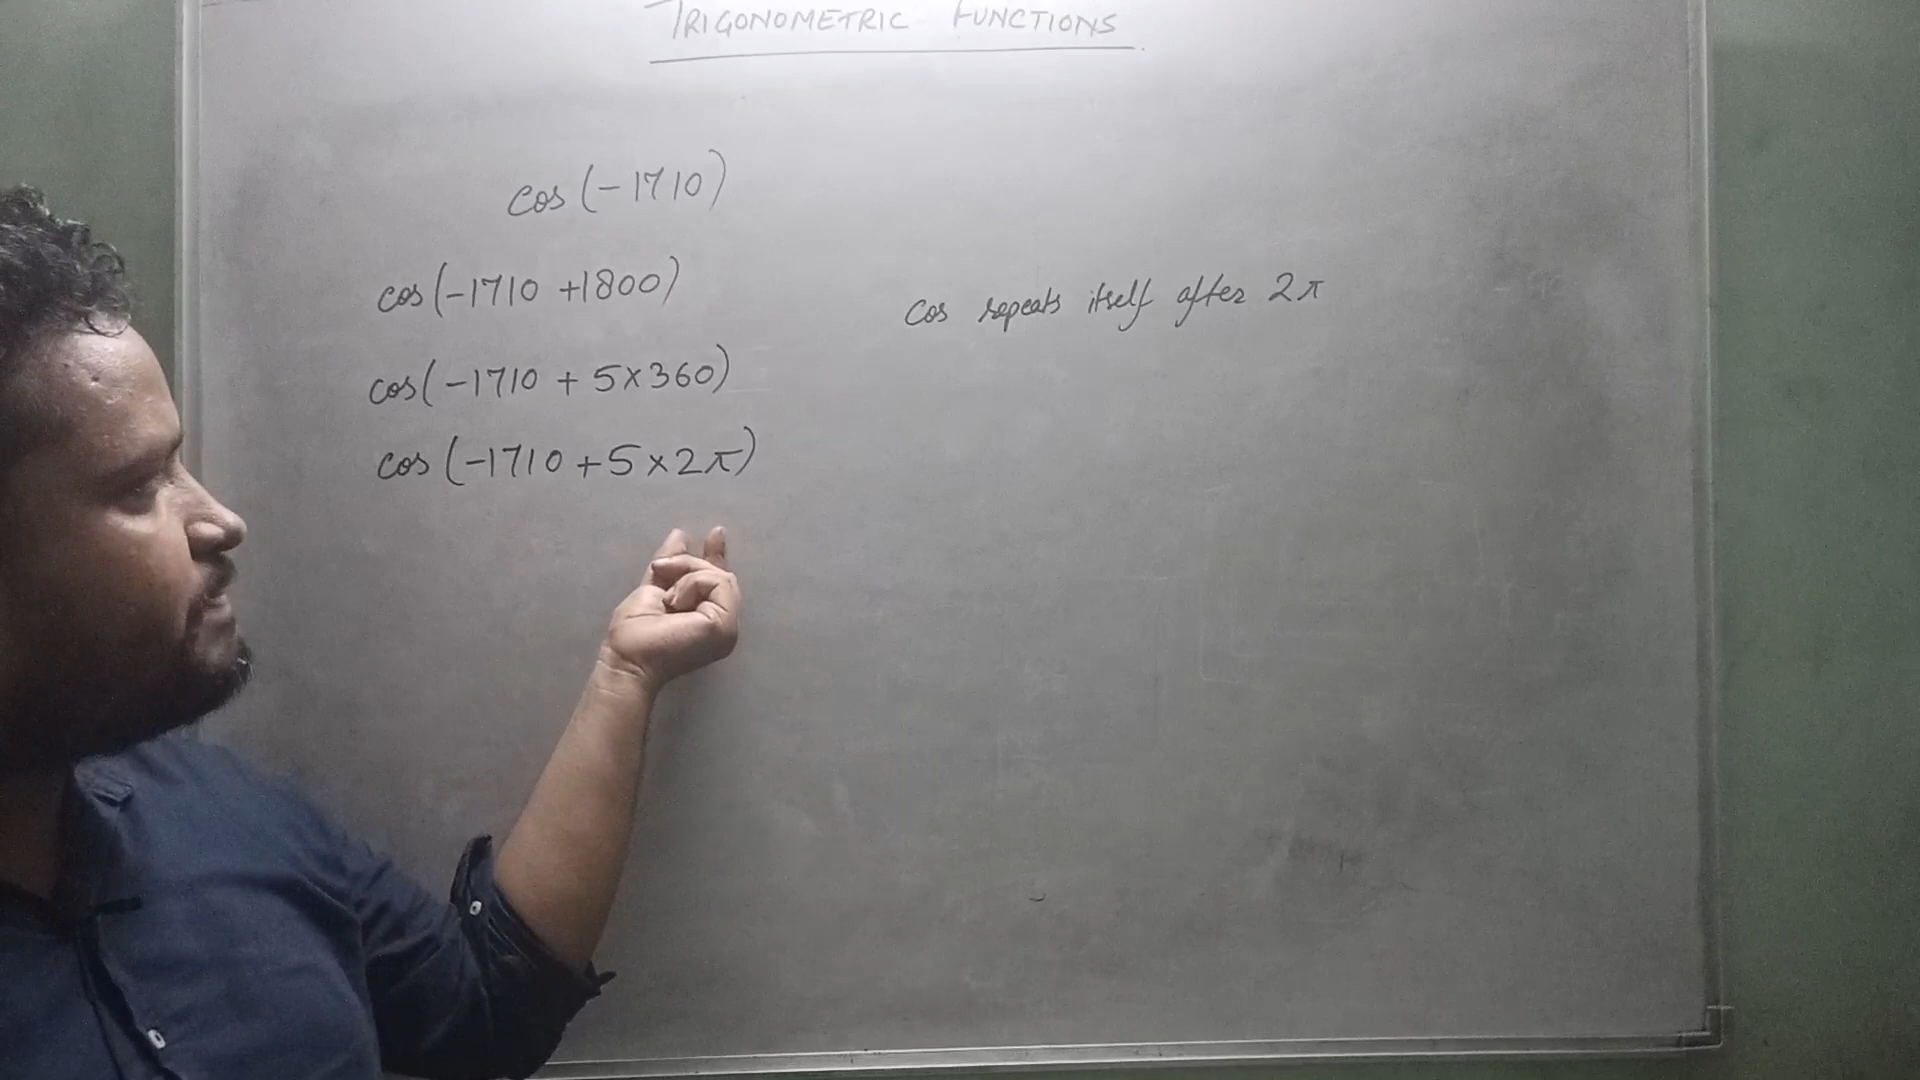 TRIGONOMETRIC FUNCTIONS
cos (-1710)
cos (-1710 +1800)
cos repeats itself after 2π
cos (-1710 + 5×360)
cos (-1710 + 5×2π)